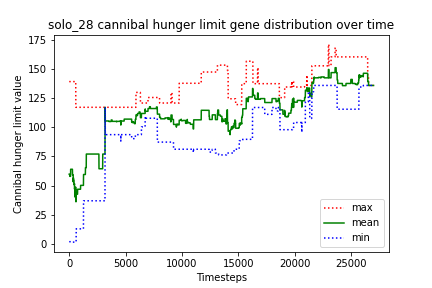 solo_28 cannibal hunger limit gene distribution over time
175
150
125
100
75
50
25
0
Cannibal hunger limit value
max
mean
min
0 5000 10000 15000 20000 25000
Timesteps